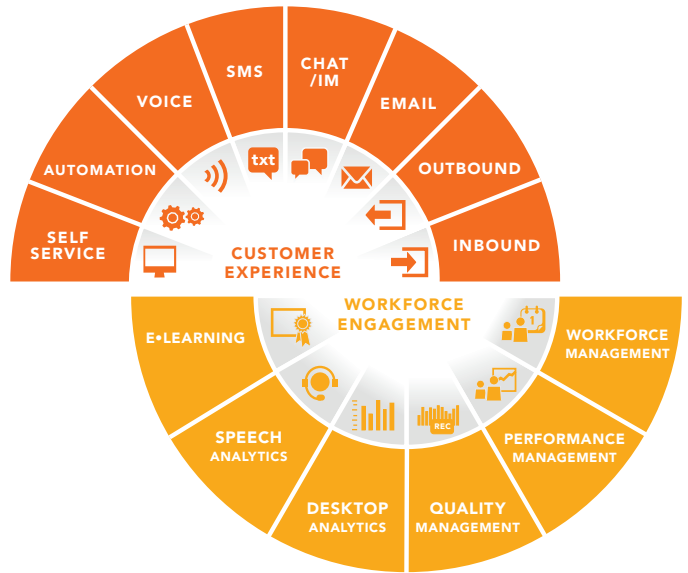 SELF
SERVICE
AUTOMATION
VOICE
SMS
CHAT
/IM
EMAIL
OUTBOUND
INBOUND
txt
CUSTOMER
EXPERIENCE
WORKFORCE
ENGAGEMENT
1
REC
E•LEARNING
SPEECH
ANALYTICS
DESKTOP
ANALYTICS
QUALITY
MANAGEMENT
PERFORMANCE
MANAGEMENT
WORKFORCE
MANAGEMENT